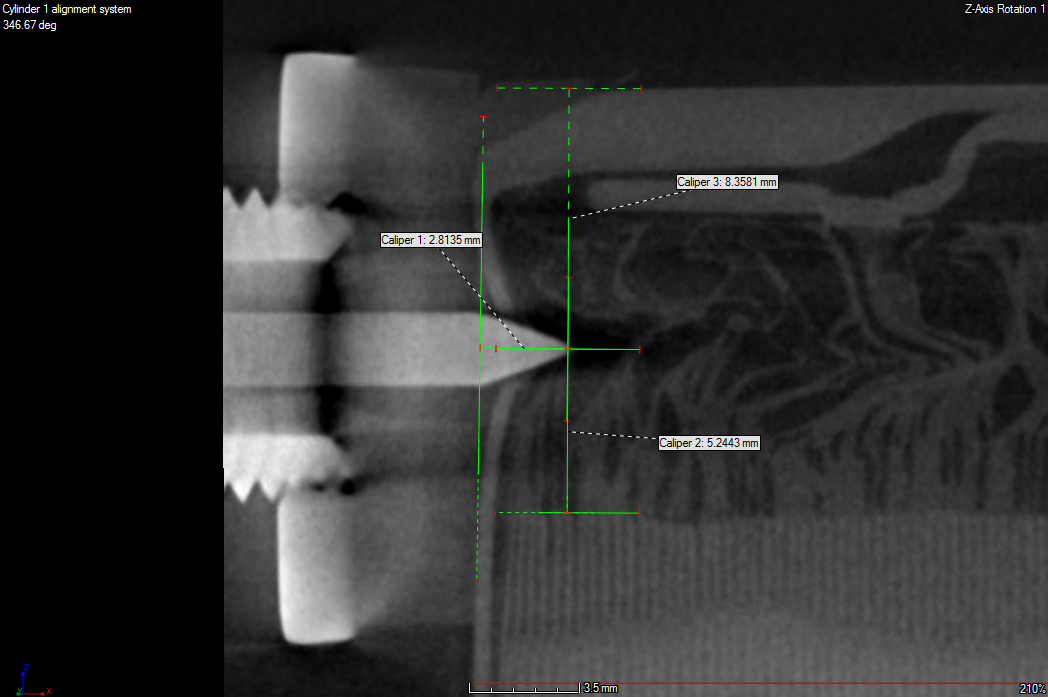 Cylinder 1 alignment system
346.67 deg
Z-Axis Rotation 1
Caliper 3: 8.3581 mm
Caliper 1: 2.8135 mm
Caliper 2: 5.2443 mm
Z
Y
X
3.5 mm
210%